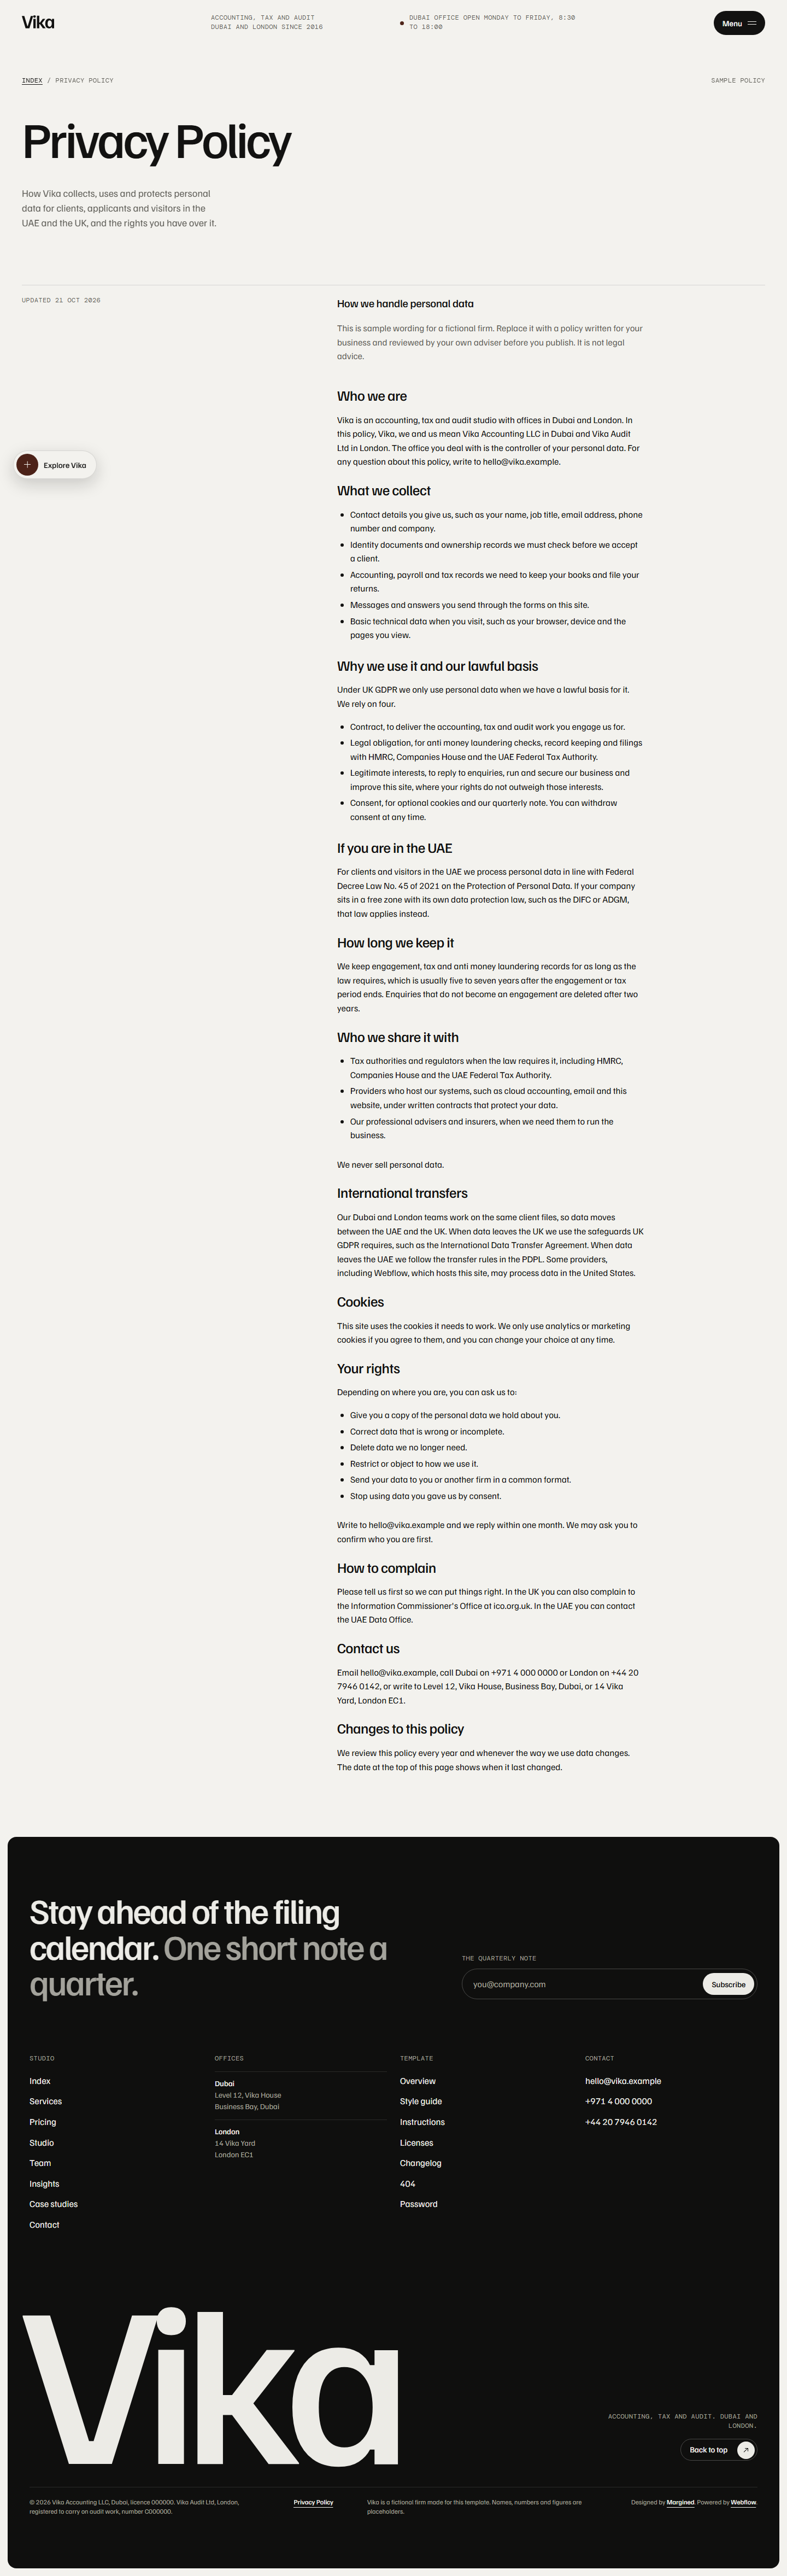 Vika
ACCOUNTING, TAX AND AUDIT
DUBAI AND LONDON SINCE 2016
DUBAI OFFICE OPEN MONDAY TO FRIDAY, 8:30
TO 18:00
Menu
INDEX / PRIVACY POLICY
SAMPLE POLICY
Privacy Policy
How Vika collects, uses and protects personal
data for clients, applicants and visitors in the
UAE and the UK, and the rights you have over it.
UPDATED 21 OCT 2026
How we handle personal data
This is sample wording for a fictional firm. Replace it with a policy written for your
business and reviewed by your own adviser before you publish. It is not legal
advice.
Who we are
Vika is an accounting, tax and audit studio with offices in Dubai and London. In
this policy, Vika, we and us mean Vika Accounting LLC in Dubai and Vika Audit
Ltd in London. The office you deal with is the controller of your personal data. For
any question about this policy, write to hello@vika.example.
Explore Vika
What we collect
Contact details you give us, such as your name, job title, email address, phone
number and company.
Identity documents and ownership records we must check before we accept
a client.
Accounting, payroll and tax records we need to keep your books and file your
returns.
Messages and answers you send through the forms on this site.
Basic technical data when you visit, such as your browser, device and the
pages you view.
Why we use it and our lawful basis
Under UK GDPR we only use personal data when we have a lawful basis for it.
We rely on four.
Contract, to deliver the accounting, tax and audit work you engage us for.
Legal obligation, for anti money laundering checks, record keeping and filings
with HMRC, Companies House and the UAE Federal Tax Authority.
Legitimate interests, to reply to enquiries, run and secure our business and
improve this site, where your rights do not outweigh those interests.
Consent, for optional cookies and our quarterly note. You can withdraw
consent at any time.
If you are in the UAE
For clients and visitors in the UAE we process personal data in line with Federal
Decree Law No. 45 of 2021 on the Protection of Personal Data. If your company
sits in a free zone with its own data protection law, such as the DIFC or ADGM,
that law applies instead.
How long we keep it
We keep engagement, tax and anti money laundering records for as long as the
law requires, which is usually five to seven years after the engagement or tax
period ends. Enquiries that do not become an engagement are deleted after two
years.
Who we share it with
Tax authorities and regulators when the law requires it, including HMRC,
Companies House and the UAE Federal Tax Authority.
Providers who host our systems, such as cloud accounting, email and this
website, under written contracts that protect your data.
Our professional advisers and insurers, when we need them to run the
business.
We never sell personal data.
International transfers
Our Dubai and London teams work on the same client files, so data moves
between the UAE and the UK. When data leaves the UK we use the safeguards UK
GDPR requires, such as the International Data Transfer Agreement. When data
leaves the UAE we follow the transfer rules in the PDPL. Some providers,
including Webflow, which hosts this site, may process data in the United States.
Cookies
This site uses the cookies it needs to work. We only use analytics or marketing
cookies if you agree to them, and you can change your choice at any time.
Your rights
Depending on where you are, you can ask us to:
Give you a copy of the personal data we hold about you.
Correct data that is wrong or incomplete.
Delete data we no longer need.
Restrict or object to how we use it.
Send your data to you or another firm in a common format.
Stop using data you gave us by consent.
Write to hello@vika.example and we reply within one month. We may ask you to
confirm who you are first.
How to complain
Please tell us first so we can put things right. In the UK you can also complain to
the Information Commissioner's Office at ico.org.uk. In the UAE you can contact
the UAE Data Office.
Contact us
Email hello@vika.example, call Dubai on +971 4 000 0000 or London on +44 20
7946 0142, or write to Level 12, Vika House, Business Bay, Dubai, or 14 Vika
Yard, London EC1.
Changes to this policy
We review this policy every year and whenever the way we use data changes.
The date at the top of this page shows when it last changed.
Stay ahead of the filing
calendar. One short note a
quarter.
THE QUARTERLY NOTE
you@company.com
Subscribe
STUDIO
Index
Services
Pricing
Studio
Team
Insights
Case studies
Contact
OFFICES
Dubai
Level 12, Vika House
Business Bay, Dubai
London
14 Vika Yard
London EC1
TEMPLATE
Overview
Style guide
Instructions
Licenses
Changelog
404
Password
CONTACT
hello@vika.example
+971 4 000 0000
+44 20 7946 0142
Vika
ACCOUNTING, TAX AND AUDIT. DUBAI AND
LONDON.
Back to top
© 2026 Vika Accounting LLC, Dubai, licence 000000. Vika Audit Ltd, London,
registered to carry on audit work, number C000000.
Privacy Policy
Vika is a fictional firm made for this template. Names, numbers and figures are
placeholders.
Designed by Margined. Powered by Webflow.